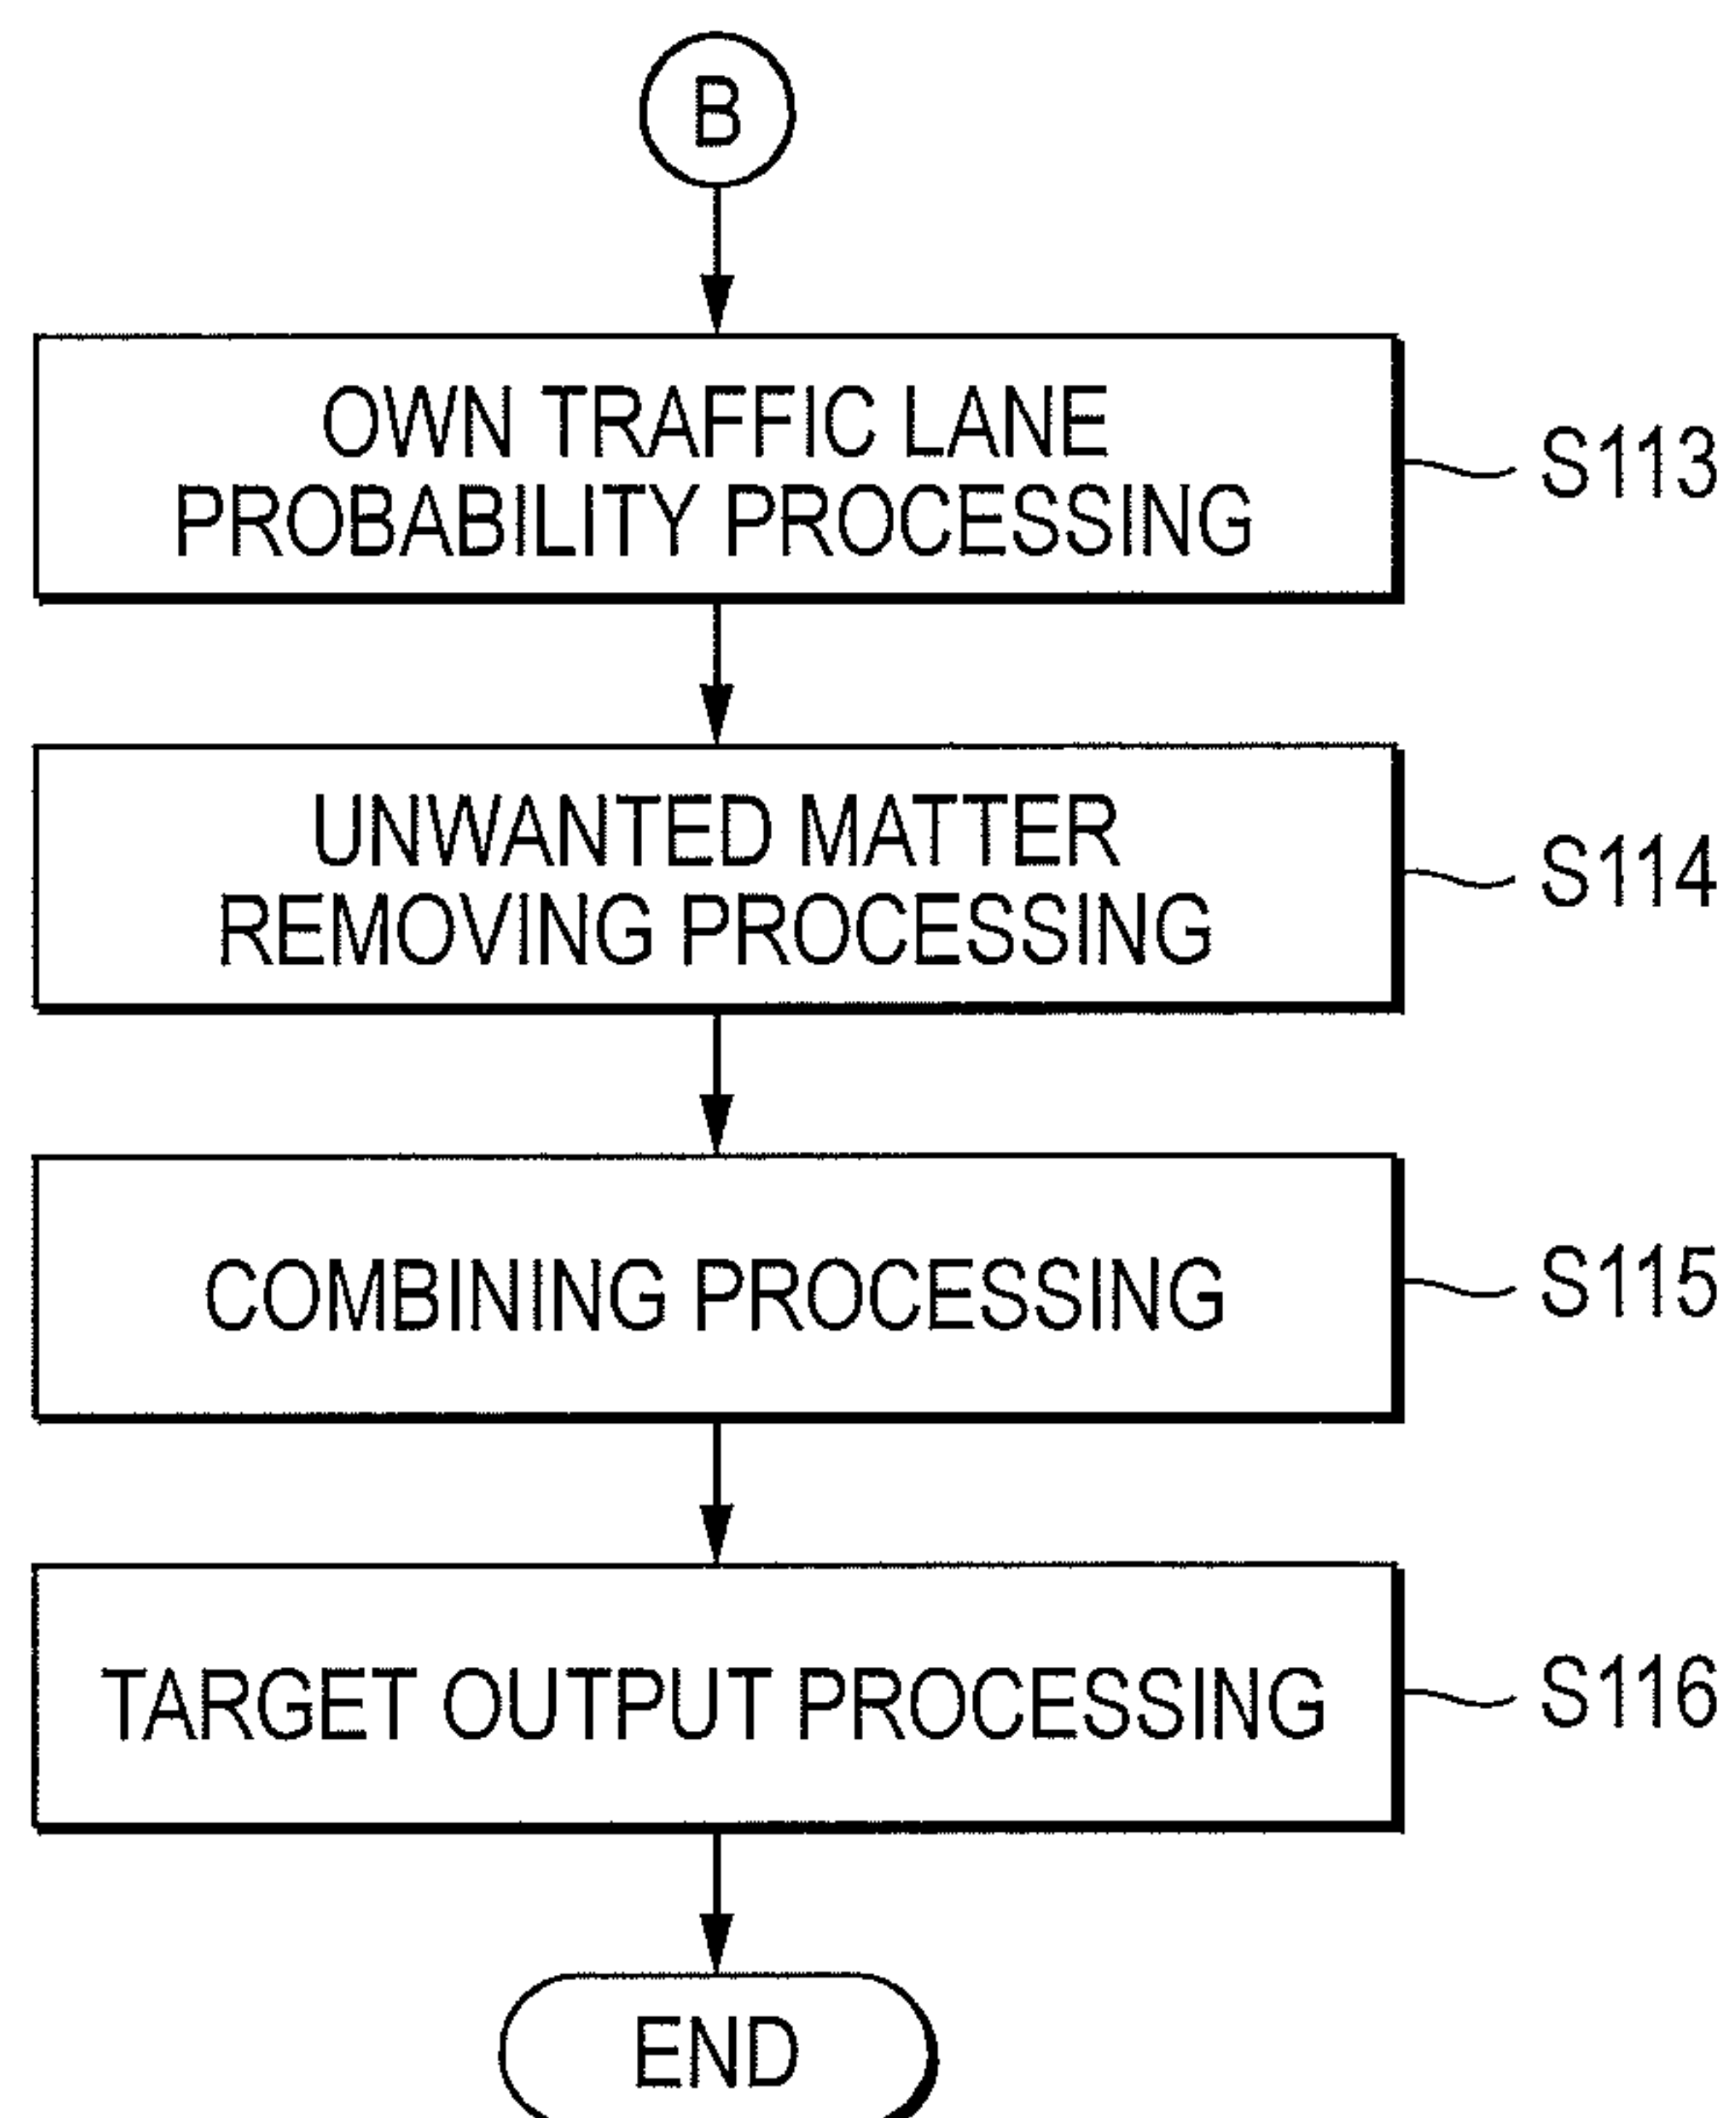 B
OWN TRAFFIC LANE
PROBABILITY PROCESSING
S113
UNWANTED MATTER
REMOVING PROCESSING
S114
COMBINING PROCESSING
S115
TARGET OUTPUT PROCESSING
S116
END